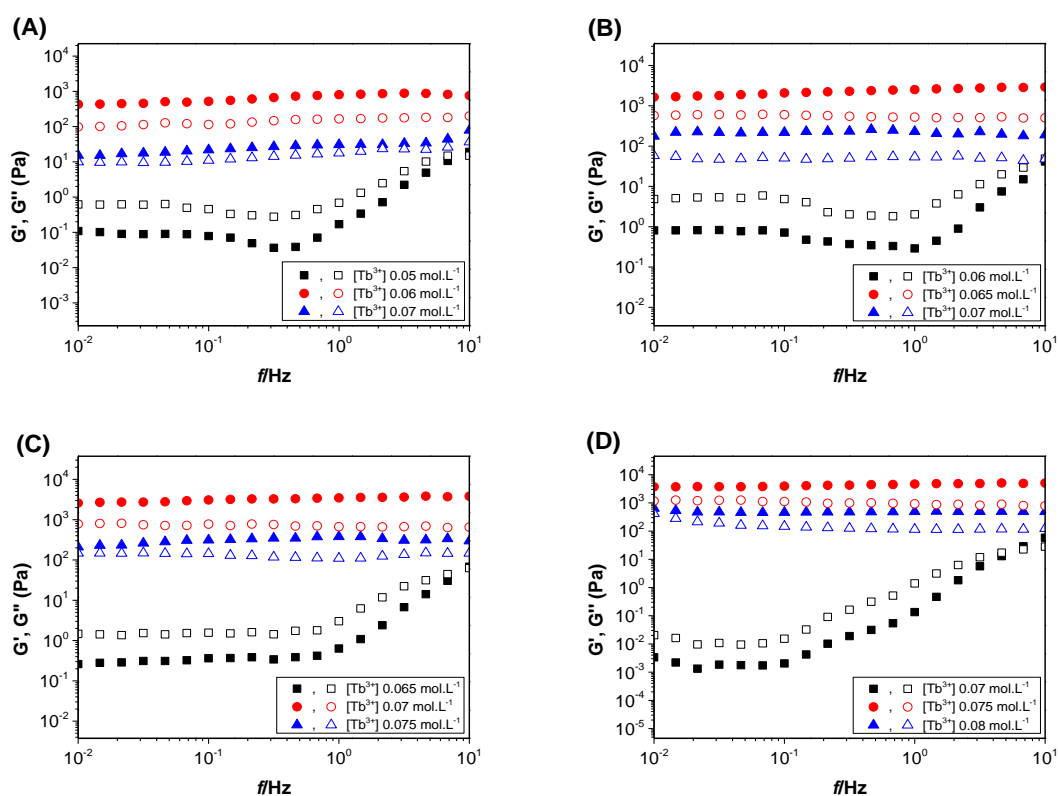 (A)
G', G'' (Pa)
10⁴
10³
10²
10¹
10⁰
10⁻¹
10⁻²
10⁻³
, [Tb³⁺] 0.05 mol.L⁻¹
, [Tb³⁺] 0.06 mol.L⁻¹
, [Tb³⁺] 0.07 mol.L⁻¹
10⁻² 10⁻¹ 10⁰ 10¹
f/Hz
(B)
G', G'' (Pa)
10⁴
10³
10²
10¹
10⁰
10⁻¹
10⁻²
10⁻³
, [Tb³⁺] 0.06 mol.L⁻¹
, [Tb³⁺] 0.065 mol.L⁻¹
, [Tb³⁺] 0.07 mol.L⁻¹
10⁻² 10⁻¹ 10⁰ 10¹
f/Hz
(C)
G', G'' (Pa)
10⁴
10³
10²
10¹
10⁰
10⁻¹
10⁻²
, [Tb³⁺] 0.065 mol.L⁻¹
, [Tb³⁺] 0.07 mol.L⁻¹
, [Tb³⁺] 0.075 mol.L⁻¹
10⁻² 10⁻¹ 10⁰ 10¹
f/Hz
(D)
G', G'' (Pa)
10⁴
10³
10²
10¹
10⁰
10⁻¹
10⁻²
10⁻³
10⁻⁴
10⁻⁵
, [Tb³⁺] 0.07 mol.L⁻¹
, [Tb³⁺] 0.075 mol.L⁻¹
, [Tb³⁺] 0.08 mol.L⁻¹
10⁻² 10⁻¹ 10⁰ 10¹
f/Hz